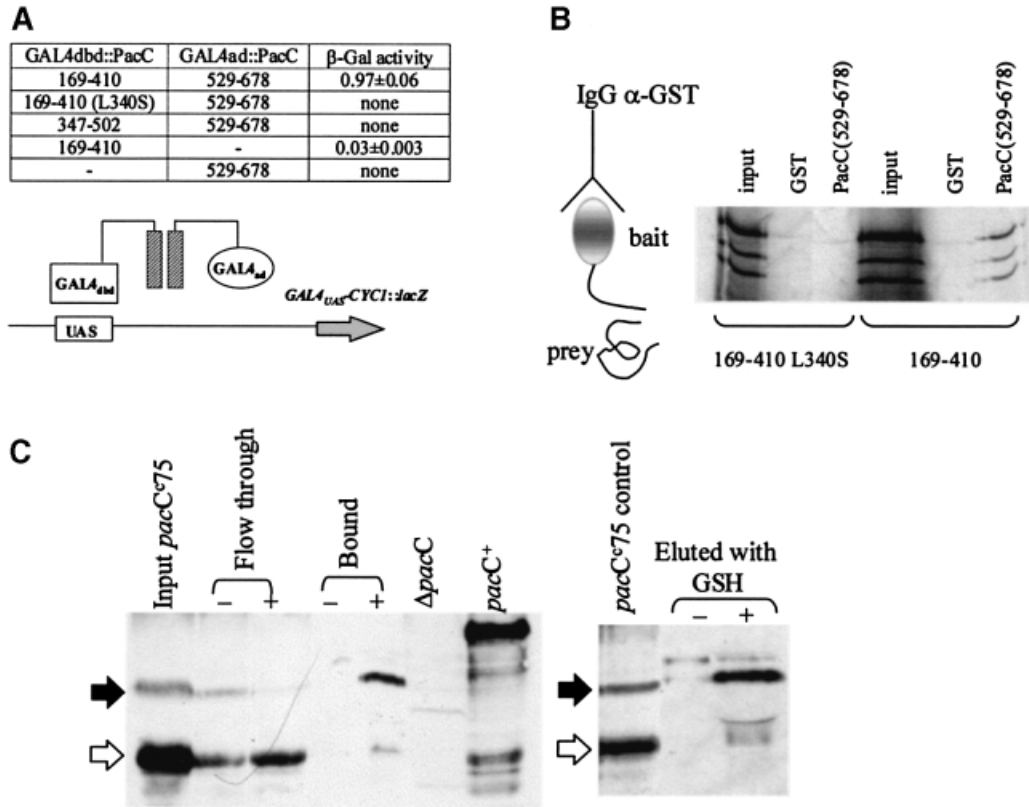 A
GAL4dbd::PacC GAL4ad::PacC β-Gal activity
169-410 529-678 0.97±0.06
169-410 (L340S) 529-678 none
347-502 529-678 none
169-410 - 0.03±0.003
- 529-678 none
GAL4dbd
GAL4ad
GAL4UAS-CYC1::lacZ
UAS
B
IgG α-GST
bait
prey
input
GST
PacC(529-678)
input
GST
PacC(529-678)
169-410 L340S
169-410
C
Input pacCc75
Flow through
Bound
ΔpacC
pacC+
− +
− +
pacCc75 control
Eluted with
GSH
− +